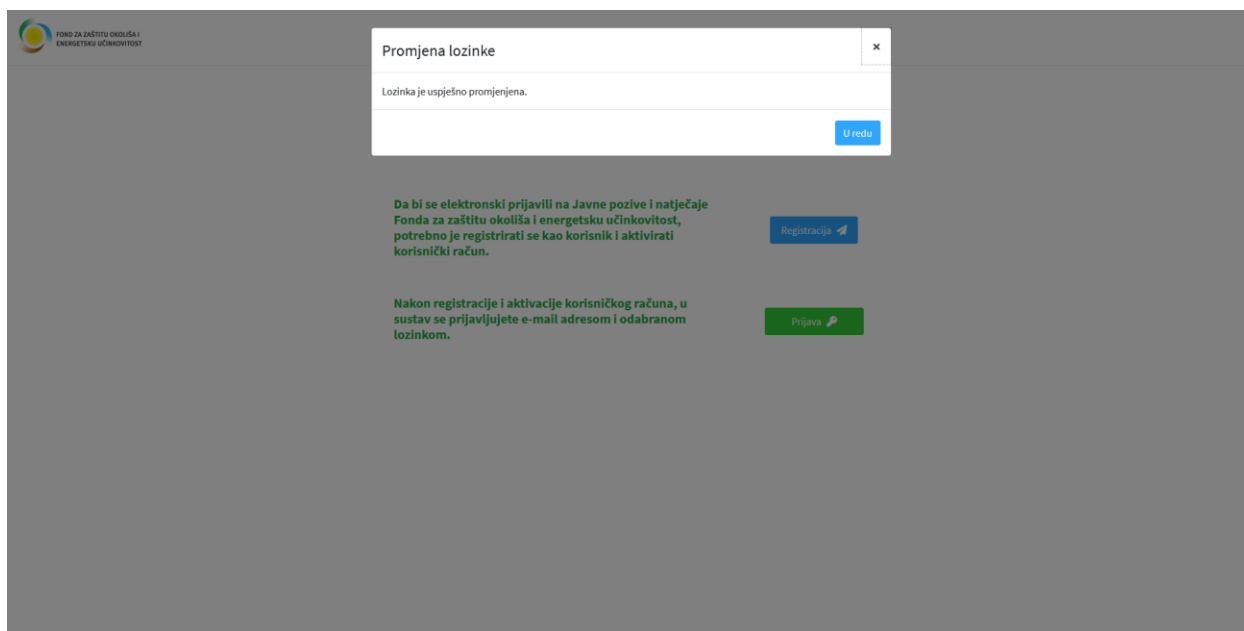 FOND ZA ZAŠTITU OKOLIŠA I
ENERGETSKU UČINKOVITOST
Promjena lozinke
×
Lozinka je uspješno promjenjena.
U redu
Da bi se elektronski prijavili na Javne pozive i natječaje
Fonda za zaštitu okoliša i energetsku učinkovitost,
potrebno je registrirati se kao korisnik i aktivirati
korisnički račun.
Registracija
Nakon registracije i aktivacije korisničkog računa, u
sustav se prijavljujete e-mail adresom i odabranom
lozinkom.
Prijava